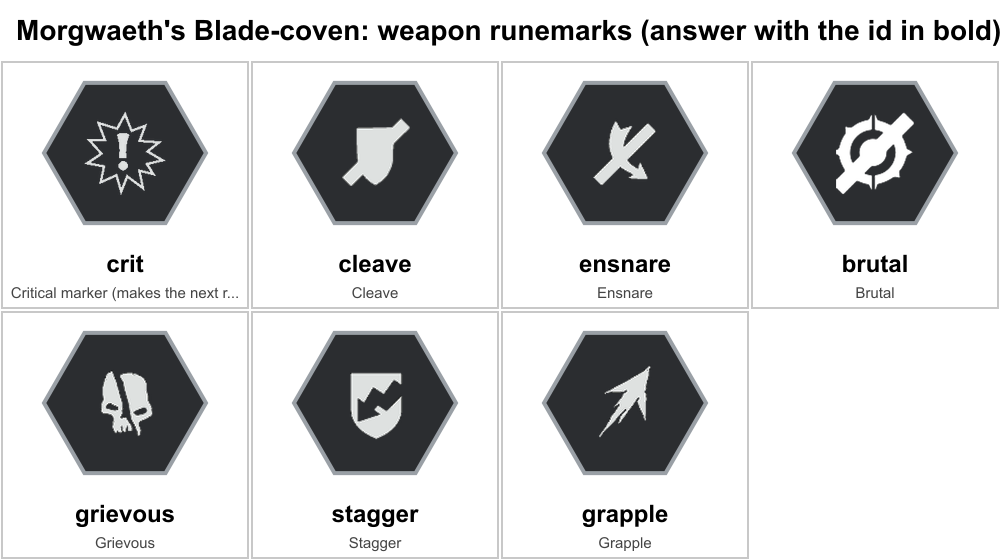 Morgwaeth's Blade-coven: weapon runemarks (answer with the id in bold)
crit
Critical marker (makes the next r...
cleave
Cleave
ensnare
Ensnare
brutal
Brutal
grievous
Grievous
stagger
Stagger
grapple
Grapple